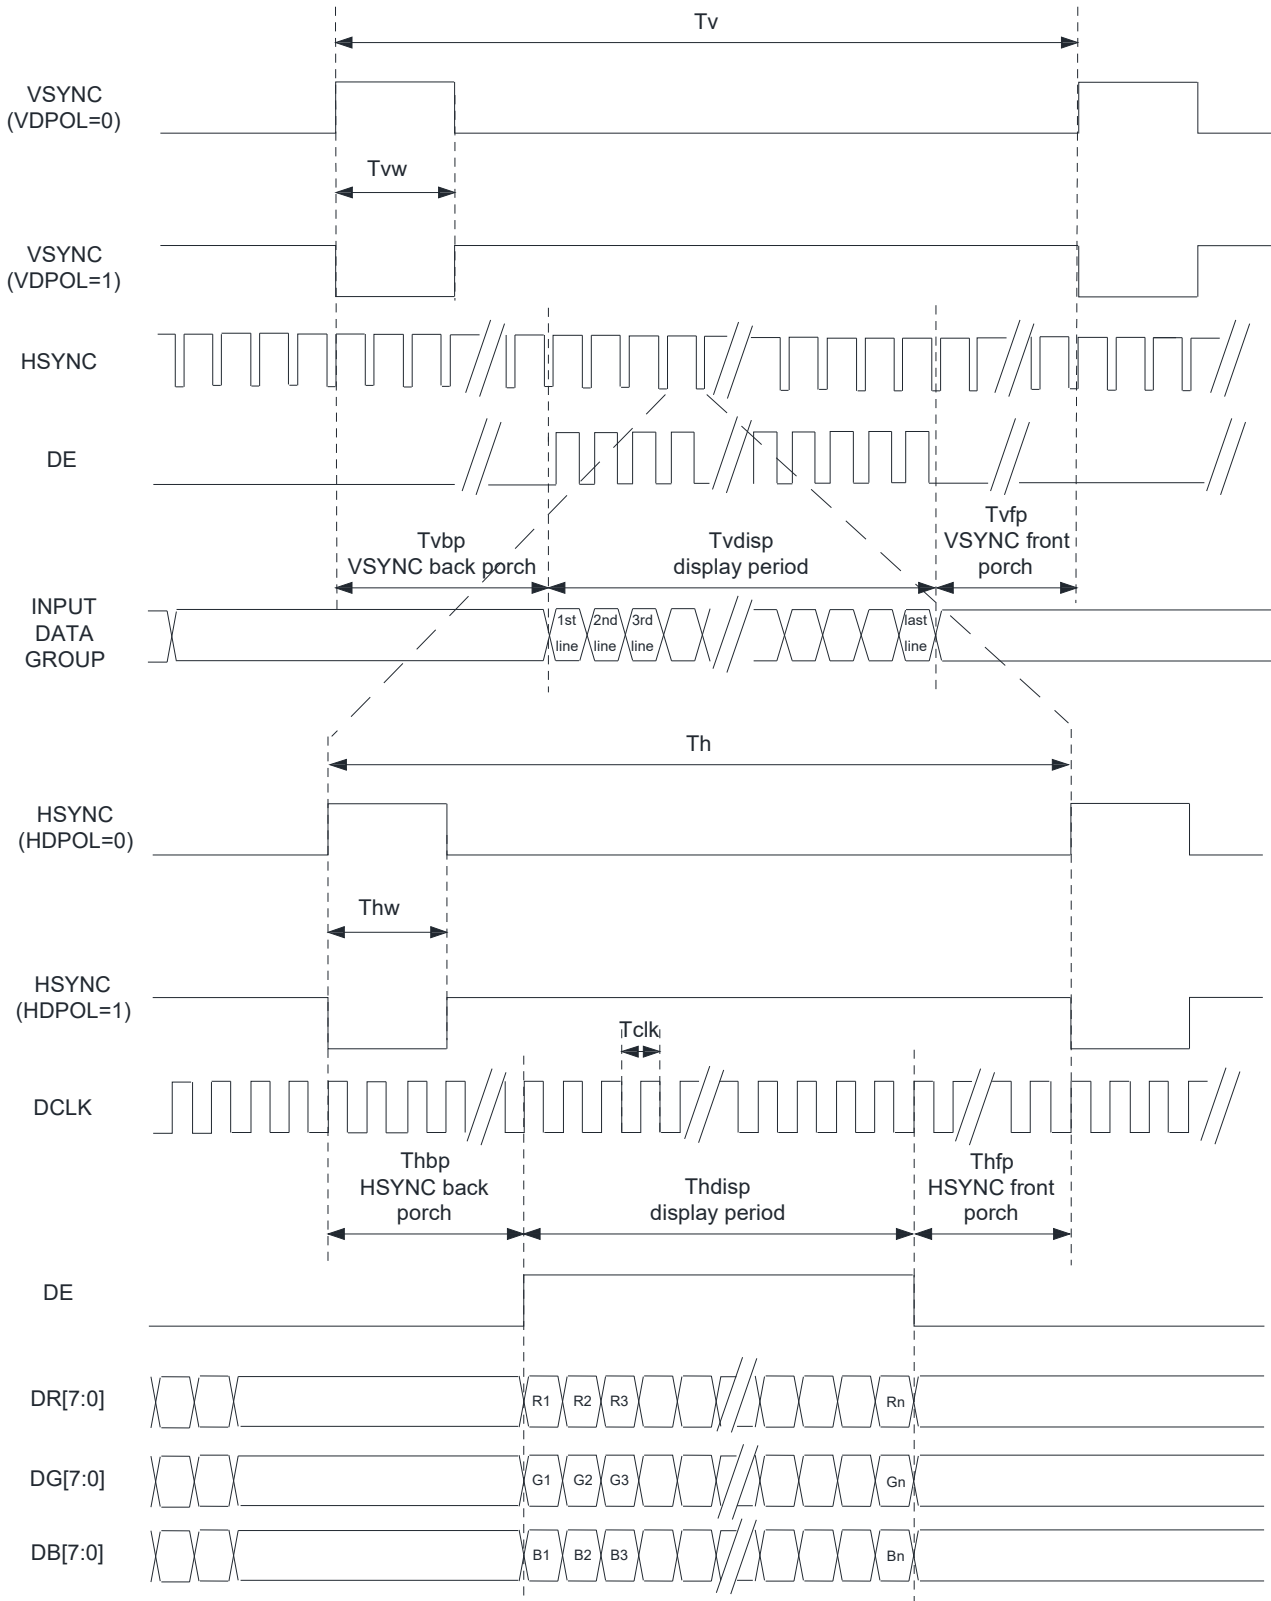 Tv
VSYNC
(VDPOL=0)
Tvw
VSYNC
(VDPOL=1)
HSYNC
DE
Tvbp
VSYNC back porch
Tvdisp
display period
Tvfp
VSYNC front
porch
INPUT
DATA
GROUP
1st
line
2nd
line
3rd
line
last
line
Th
HSYNC
(HDPOL=0)
Thw
HSYNC
(HDPOL=1)
Tclk
DCLK
Thbp
HSYNC back
porch
Thdisp
display period
Thfp
HSYNC front
porch
DE
DR[7:0]
R1
R2
R3
Rn
DG[7:0]
G1
G2
G3
Gn
DB[7:0]
B1
B2
B3
Bn